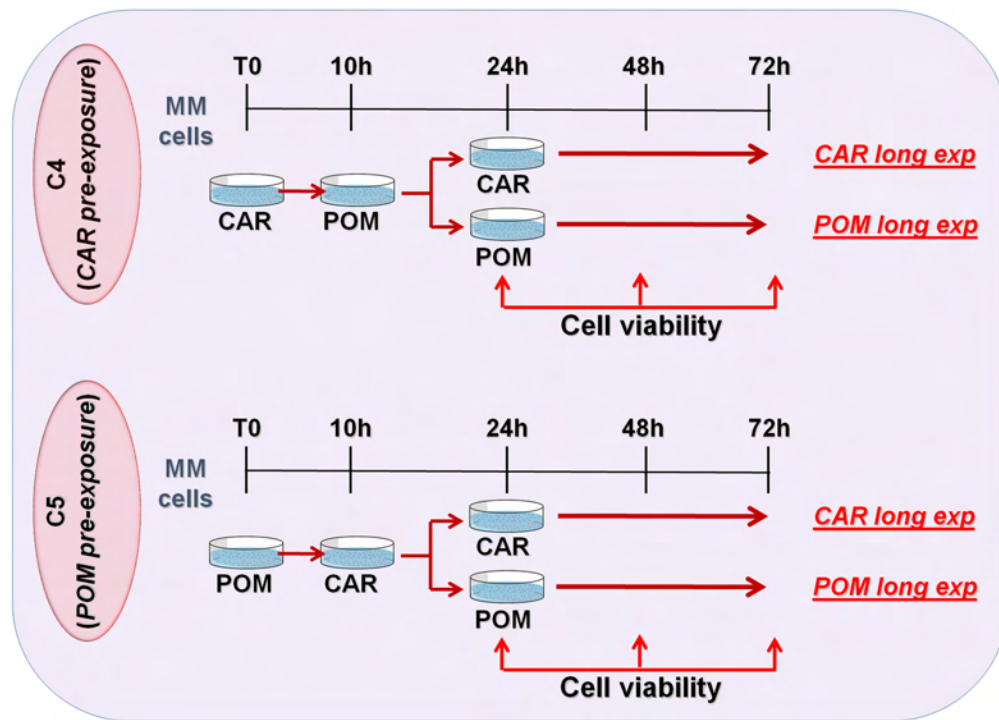 C4
(CAR pre-exposure)
T0 10h 24h 48h 72h
MM
cells
CAR POM
CAR
POM
CAR long exp
POM long exp
Cell viability
C5
(POM pre-exposure)
T0 10h 24h 48h 72h
MM
cells
POM CAR
CAR
POM
CAR long exp
POM long exp
Cell viability